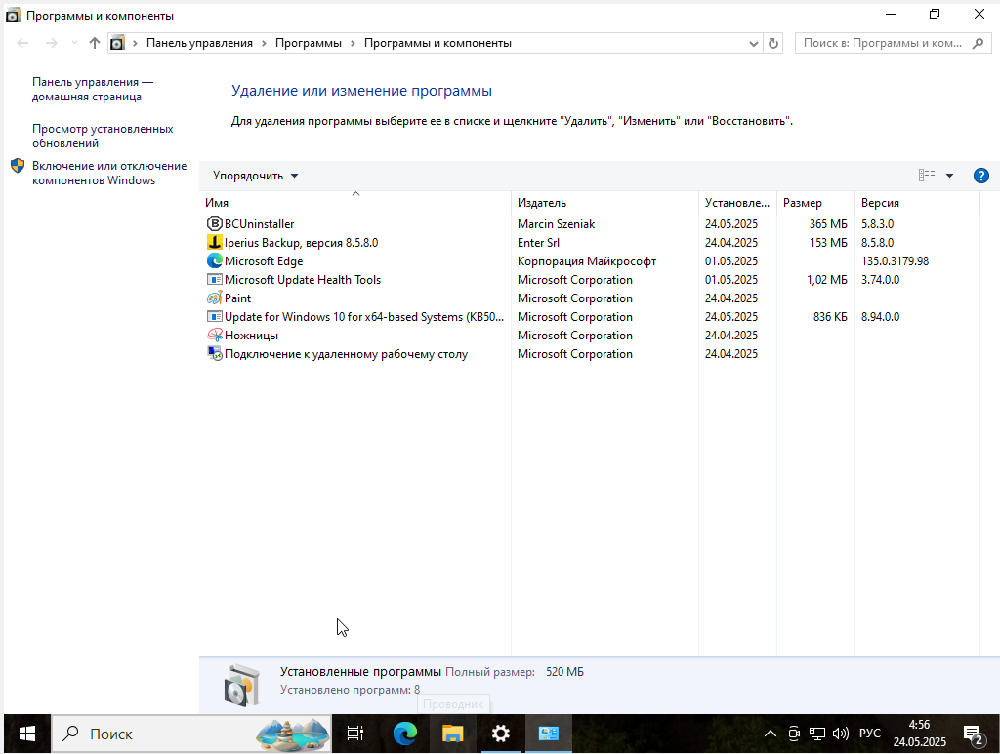 Программы и компоненты
Панель управления > Программы > Программы и компоненты
Поиск в: Программы и ком...
Панель управления — домашняя страница
Просмотр установленных обновлений
Включение или отключение компонентов Windows
Удаление или изменение программы
Для удаления программы выберите ее в списке и щелкните "Удалить", "Изменить" или "Восстановить".
Упорядочить
?
Имя Издатель Установле... Размер Версия
BCUninstaller Marcin Szeniak 24.05.2025 365 МБ 5.8.3.0
Iperius Backup, версия 8.5.8.0 Enter Srl 24.04.2025 153 МБ 8.5.8.0
Microsoft Edge Корпорация Майкрософт 01.05.2025 135.0.3179.98
Microsoft Update Health Tools Microsoft Corporation 01.05.2025 1,02 МБ 3.74.0.0
Paint Microsoft Corporation 24.04.2025
Update for Windows 10 for x64-based Systems (KB50... Microsoft Corporation 24.05.2025 836 КБ 8.94.0.0
Ножницы Microsoft Corporation 24.04.2025
Подключение к удаленному рабочему столу Microsoft Corporation 24.04.2025
Установленные программы Полный размер: 520 МБ
Установлено программ: 8
Проводник
Поиск
РУС
4:56
24.05.2025
2